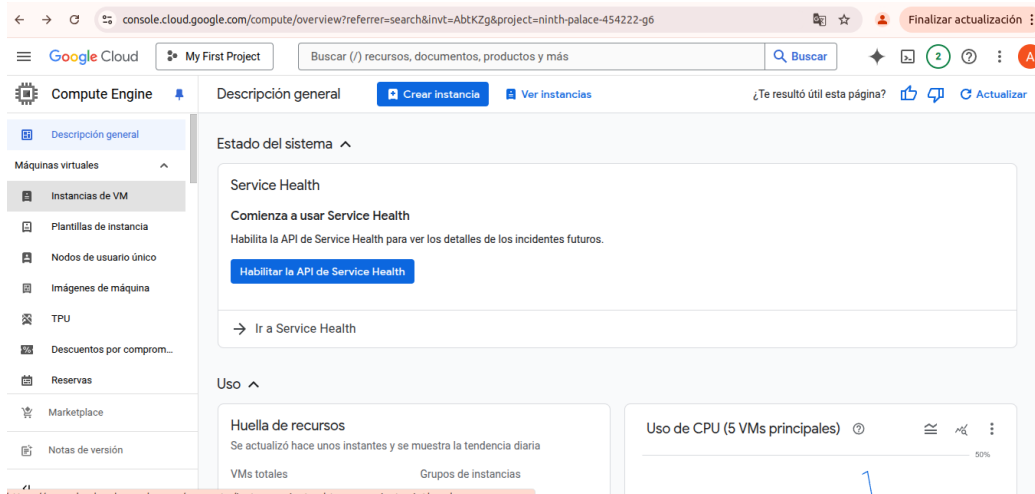 console.cloud.google.com/compute/overview?referrer=search&invt=AbtKZg&project=ninth-palace-454222-g6
Finalizar actualización
Google Cloud
My First Project
Buscar (/) recursos, documentos, productos y más
Buscar
2
A
Compute Engine
Descripción general
Crear instancia
Ver instancias
¿Te resultó útil esta página?
Actualizar
Descripción general
Máquinas virtuales
Instancias de VM
Plantillas de instancia
Nodos de usuario único
Imágenes de máquina
TPU
Descuentos por comprom...
Reservas
Marketplace
Notas de versión
Estado del sistema
Service Health
Comienza a usar Service Health
Habilita la API de Service Health para ver los detalles de los incidentes futuros.
Habilitar la API de Service Health
Ir a Service Health
Uso
Huella de recursos
Se actualizó hace unos instantes y se muestra la tendencia diaria
VMs totales
Grupos de instancias
Uso de CPU (5 VMs principales)
50%